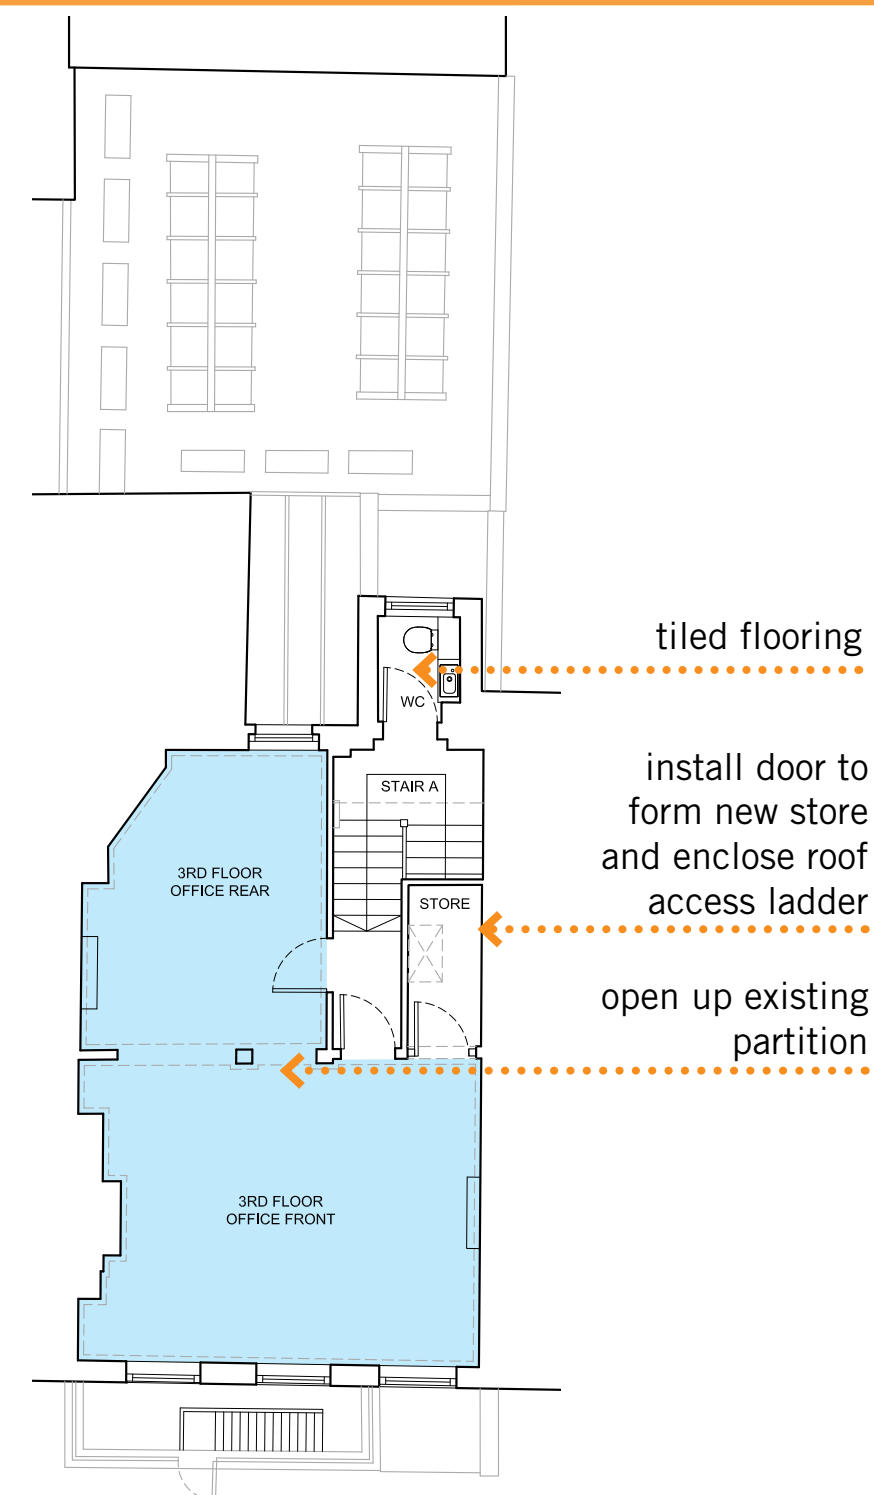 tiled flooring
WC
install door to
form new store
and enclose roof
access ladder
STAIR A
3RD FLOOR
OFFICE REAR
STORE
open up existing
partition
3RD FLOOR
OFFICE FRONT